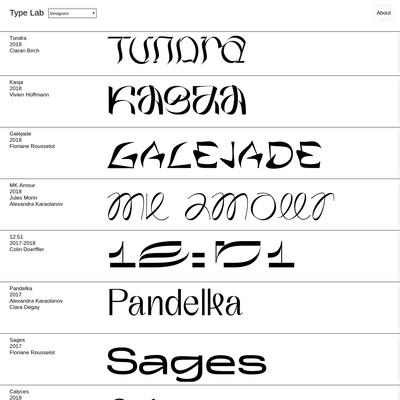 Type Lab Designers About
Tundra
2018
Ciaran Birch
TUNDRA
Kasja
2018
Vivien Hoffmann
KASJA
Galejade
2018
Floriane Rousselot
GALEJADE
MK Amour
2018
Jules Morin
Alexandra Karaolanov
mk amour
12:51
2017-2018
Colin Doerffler
12:51
Pandelka
2017
Alexandra Karaolanov
Clara Degay
Pandelka
Sages
2017
Floriane Rousselot
Sages
Calyces
2018